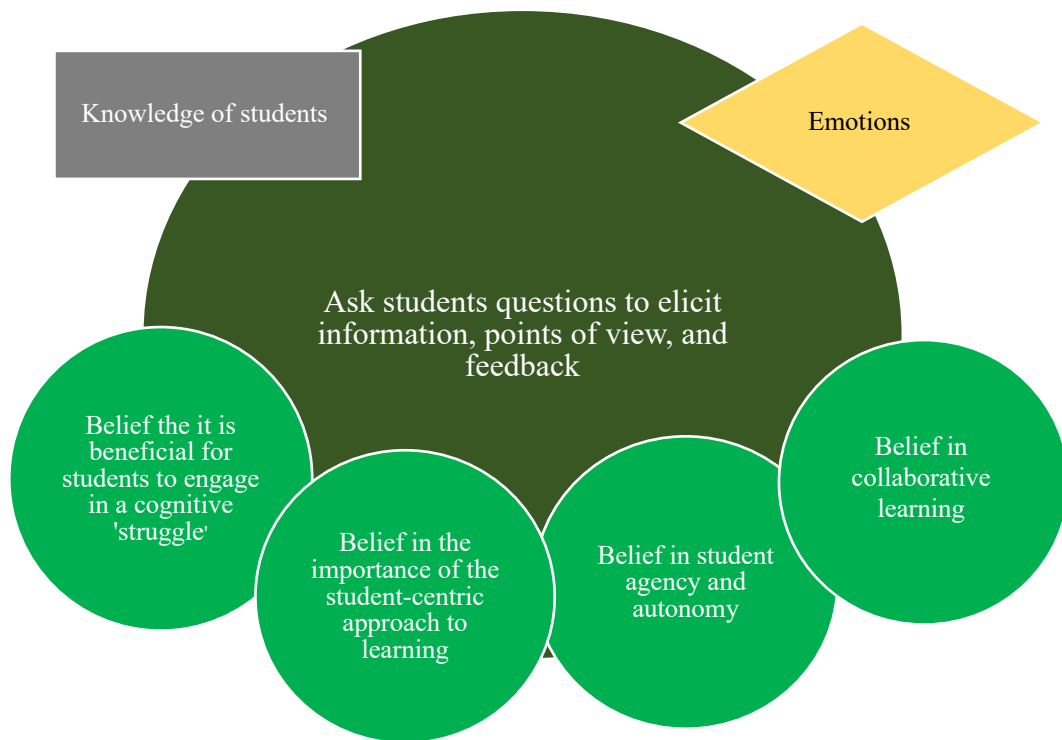 Knowledge of students
Emotions
Ask students questions to elicit
information, points of view, and
feedback
Belief the it is
beneficial for
students to engage
in a cognitive
'struggle'
Belief in the
importance of the
student-centric
approach to
learning
Belief in student
agency and
autonomy
Belief in
collaborative
learning